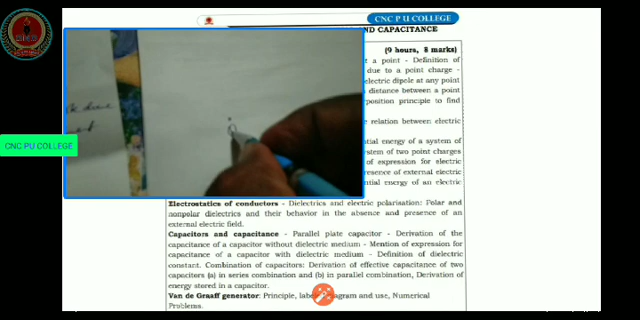 CNC P U COLLEGE
AND CAPACITANCE
(9 hours, 8 marks)
t a point - Definition of
due to a point charge -
electric dipole at any point
distance between a point
position principle to find
e relation between electric
ntial energy of a system of
stem of two point charges
of expression for electric
resence of external electric
ntial energy of an electric
CNC PU COLLEGE
Electrostatics of conductors - Dielectrics and electric polarisation: Polar and
nonpolar dielectrics and their behavior in the absence and presence of an
external electric field.
Capacitors and capacitance - Parallel plate capacitor - Derivation of the
capacitance of a capacitor without dielectric medium - Mention of expression for
capacitance of a capacitor with dielectric medium - Definition of dielectric
constant. Combination of capacitors: Derivation of effective capacitance of two
capacitors (a) in series combination and (b) in parallel combination, Derivation of
energy stored in a capacitor.
Van de Graaff generator: Principle, labe agram and use, Numerical
Problems.